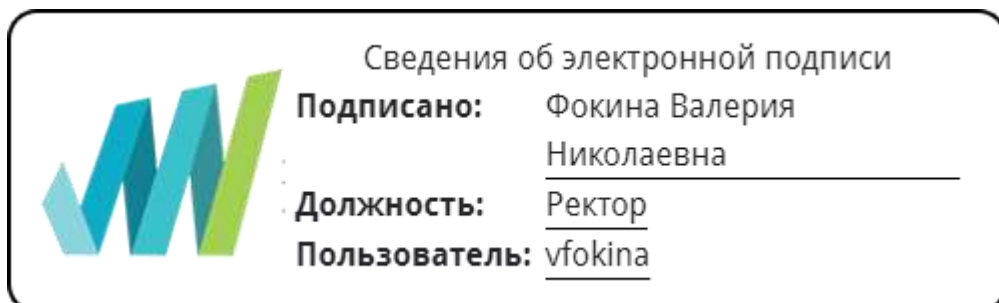 Сведения об электронной подписи
Подписано: Фокина Валерия
Николаевна
Должность: Ректор
Пользователь: vfokina